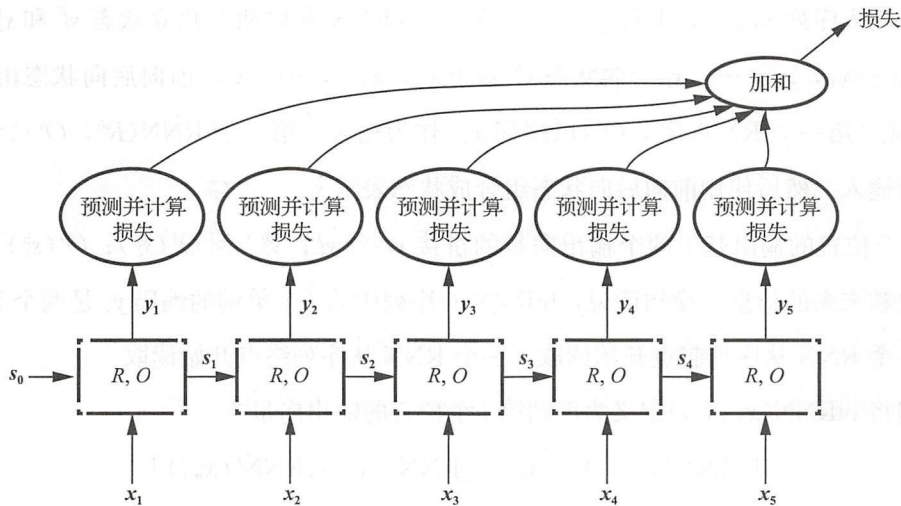 损失
加和
预测并计算
损失
预测并计算
损失
预测并计算
损失
预测并计算
损失
预测并计算
损失
y₁
y₂
y₃
y₄
y₅
s₀
R, O
s₁
R, O
s₂
R, O
s₃
R, O
s₄
R, O
x₁
x₂
x₃
x₄
x₅